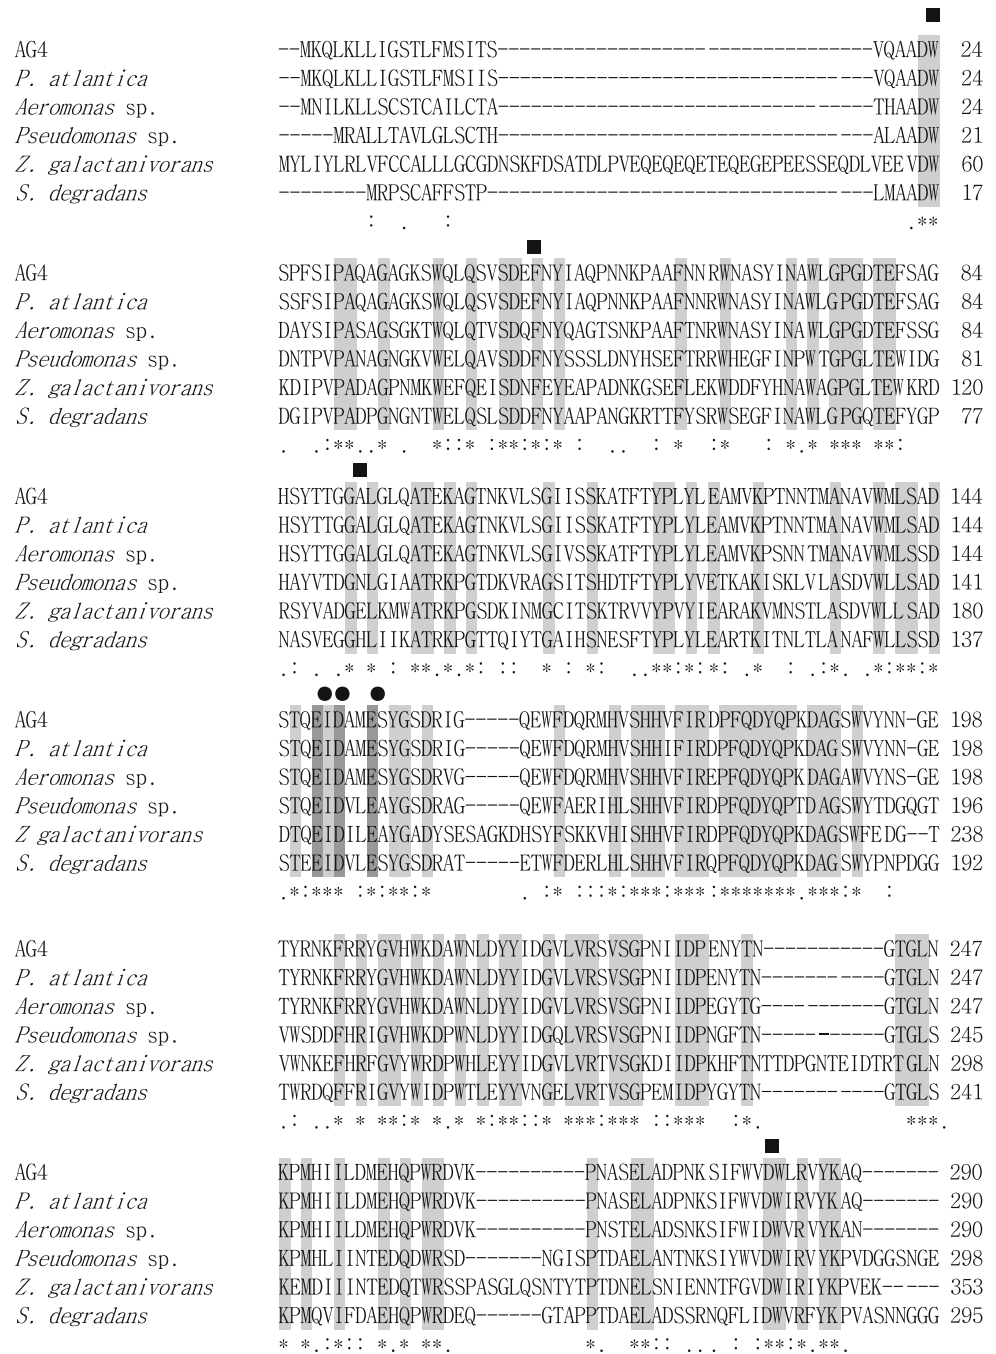 ■
AG4 --MKQLKLLIGSTLFMSITS-----------------------------------VQAADW 24
P. atlantica --MKQLKLLIGSTLFMSIIS-----------------------------------VQAADW 24
Aeromonas sp. --MNILKLLSCSTCAILCTA-----------------------------------THAADW 24
Pseudomonas sp. -----MRALLTAVLGLSCTH-----------------------------------ALAADW 21
Z. galactanivorans MYLIYLRLVFCCALLLGCGDNSKFDSATDLPVEQEQEQETEQEGEPEESSEQDLVEEVDW 60
S. degradans --------MRPSCAFFSTP-----------------------------------LMAADW 17
: . : .**
■
AG4 SPFSIPAQAGAGKSWQLQSVSDEFNYIAQPNNKPAAFNNRWNASYINAWLGPGDTEFSAG 84
P. atlantica SSFSIPAQAGAGKSWQLQSVSDEFNYIAQPNNKPAAFNNRWNASYINAWLGPGDTEFSAG 84
Aeromonas sp. DAYSIPASAGSGKTWQLQTVSDQFNYQAGTSNKPAAFTNRWNASYINAWLGPGDTEFSSG 84
Pseudomonas sp. DNTPVPANAGNGKVWELQAVSDDFNYSSSLDNYHSEFTRRWHEGFINPWTGPGLTEWIDG 81
Z. galactanivorans KDIPVPADAGPNMKWEFQEISDNFEYEAPADNKGSEFLEKWDDFYHNAWAGPGLTEWKRD 120
S. degradans DGIPVPADPGNGNTWELQSLSDDFNYAAPANGKRTTFYSRWSEGFINAWLGPGQTEFYGP 77
. .:**..* . *::* :**:*:* : .. : * :* : *.* *** **:
■
AG4 HSYTTGGALGLQATEKAGTNKVLSGIISSKATFTYPLYLEAMVKPTNNTMANAVWMLSAD 144
P. atlantica HSYTTGGALGLQATEKAGTNKVLSGIISSKATFTYPLYLEAMVKPTNNTMANAVWMLSAD 144
Aeromonas sp. HSYTTGGALGLQATEKAGTNKVLSGIVSSKATFTYPLYLEAMVKPSNNTMANAVWMLSSD 144
Pseudomonas sp. HAYVTDGNLGIAATRKPGTDKVRAGSITSHDTFTYPLYVETKAKISKLVLASDVWLLSAD 141
Z. galactanivorans RSYVADGELKMWATRKPGSDKINMGCITSKTRVVYPVYIEARAKVMNSTLASDVWLLSAD 180
S. degradans NASVEGGHLIIKATRKPGTTQIYTGAIHSNESFTYPLYLEARTKITNLTLANAFWLLSSD 137
.: . .* * : **.*.*: :: * : *: ..**:*:*: .* : .:*. .*:**:*
● ● ●
AG4 STQEIDAMESYGSDRIG-----QEWFDQRMHVSHHVFIRDPFQDYQPKDAGSWVYNN-GE 198
P. atlantica STQEIDAMESYGSDRIG-----QEWFDQRMHVSHHIFIRDPFQDYQPKDAGSWVYNN-GE 198
Aeromonas sp. STQEIDAMESYGSDRVG-----QEWFDQRMHVSHHVFIREPFQDYQPKDAGAWVYNS-GE 198
Pseudomonas sp. STQEIDVLEAYGSDRAG-----QEWFAERIHLSHHVFIRDPFQDYQPTDAGSWYTDGQGT 196
Z galactanivorans DTQEIDILEAYGADYSESAGKDHSYFSKKVHISHHVFIRDPFQDYQPKDAGSWFEDG--T 238
S. degradans STEEIDVLESYGSDRAT-----ETWFDERLHLSHHVFIRQPFQDYQPKDAGSWYPNPDGG 192
.*:*** :*:**:* . :* :::*:***:***:*******.***:* :
AG4 TYRNKFRRYGVHWKDAWNLDYYIDGVLVRSVSGPNIIDPENYTN-----------GTGLN 247
P. atlantica TYRNKFRRYGVHWKDAWNLDYYIDGVLVRSVSGPNIIDPENYTN-----------GTGLN 247
Aeromonas sp. TYRNKFRRYGVHWKDAWNLDYYIDGVLVRSVSGPNIIDPEGYTG-----------GTGLN 247
Pseudomonas sp. VWSDDFHRIGVHWKDPWNLDYYIDGQLVRSVSGPNIIDPNGFTN-----------GTGLS 245
Z. galactanivorans VWNKEFHRFGVYWRDPWHLEYYIDGVLVRTVSGKDIIDPKHFTNTTDPGNTEIDTRTGLN 298
S. degradans TWRDQFFRIGVYWIDPWTLEYYVNGELVRTVSGPEMIDPYGYTN-----------GTGLS 241
.: ..* * **:* *.* *:**::* ***:*** ::*** :*. ***.
■
AG4 KPMHIILDMEHQPWRDVK----------PNASELADPNKSIFWVDWLRVYKAQ------- 290
P. atlantica KPMHIILDMEHQPWRDVK----------PNASELADPNKSIFWVDWIRVYKAQ------- 290
Aeromonas sp. KPMHIILDMEHQPWRDVK----------PNSTELADSNKSIFWIDWVRVYKAN------- 290
Pseudomonas sp. KPMHLIINTEDQDWRSD-------NGISPTDAELANTNKSIYWVDWIRVYKPVDGGSNGE 298
Z. galactanivorans KEMDIIINTEDQTWRSSPASGLQSNTYTPTDNELSNIENNTFGVDWIRIYKPVEK----- 353
S. degradans KPMQVIFDAEHQPWRDEQ------GTAPPTDAELADSSRNQFLIDWVRFYKPVASNNGGG 295
* *.:*:: *.* **. *. **:: ... : :**:*.**.